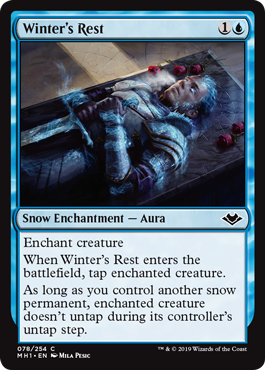 Winter's Rest 1
Snow Enchantment — Aura
Enchant creature
When Winter's Rest enters the
battlefield, tap enchanted creature.
As long as you control another snow
permanent, enchanted creature
doesn't untap during its controller's
untap step.
078/254 C
MH1 • EN Mila Pesic ™ & © 2019 Wizards of the Coast